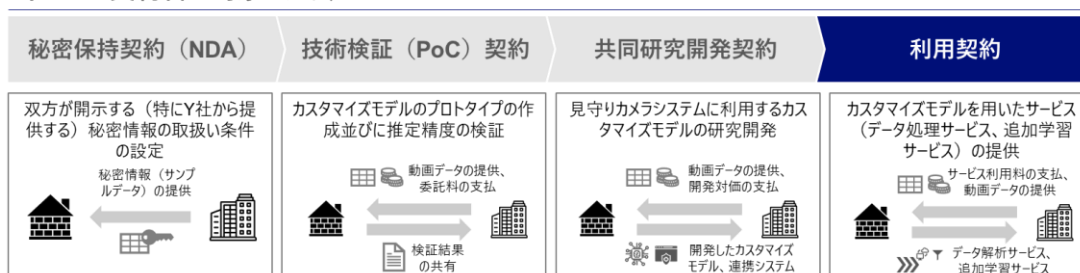 秘密保持契約（NDA）
技術検証（PoC）契約
共同研究開発契約
利用契約
双方が開示する（特にY社から提
供する）秘密情報の取扱い条件
の設定
秘密情報（サンプ
ルデータ）の提供
カスタマイズモデルのプロトタイプの作
成並びに推定精度の検証
動画データの提供、
委託料の支払
検証結果
の共有
見守りカメラシステムに利用するカス
タマイズモデルの研究開発
動画データの提供、
開発対価の支払
開発したカスタマイズ
モデル、連携システム
カスタマイズモデルを用いたサービス
（データ処理サービス、追加学習
サービス）の提供
サービス利用料の支払、
動画データの提供
データ解析サービス、
追加学習サービス